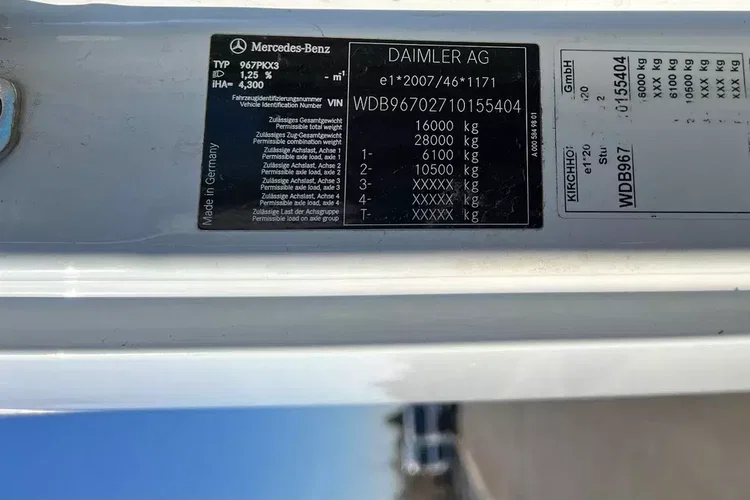 Mercedes-Benz
TYP 967PKX3
1,25 % - m⁻¹
iHA= 4,300
Fahrzeugidentifizierungsnummer
Vehicle Identification Number VIN
DAIMLER AG
e1*2007/46*1171
WDB96702710155404
Zulässiges Gesamtgewicht
Permissible total weight 16000 kg
Zulässiges Zug-Gesamtgewicht
Permissible combination weight 28000 kg
Zulässige Achslast, Achse 1
Permissible axle load, axle 1 1- 6100 kg
Zulässige Achslast, Achse 2
Permissible axle load, axle 2 2- 10500 kg
Zulässige Achslast, Achse 3
Permissible axle load, axle 3 3- XXXXX kg
Zulässige Achslast, Achse 4
Permissible axle load, axle 4 4- XXXXX kg
Zulässige Last der Achsgruppe
Permissible load on axle group T- XXXXX kg
Made in Germany
A 000 584 98 01
KIRCHHO GmbH
e1*20 20
Stu 2
WDB967 0155404
6000 kg
XXX kg
6100 kg
10500 kg
XXX kg
XXX kg